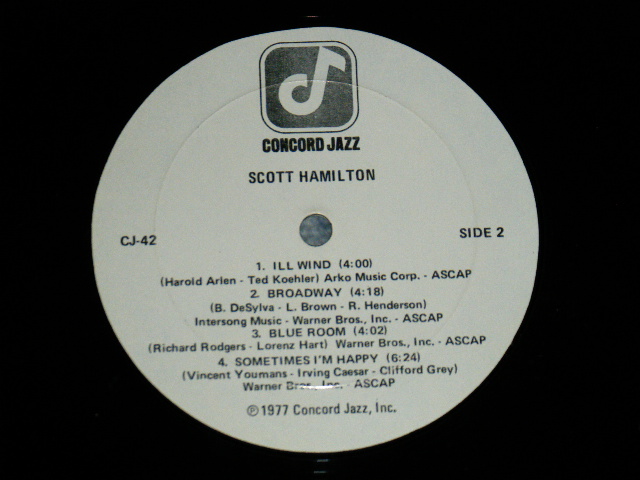 CONCORD JAZZ
SCOTT HAMILTON
CJ-42
SIDE 2
1. ILL WIND (4:00)
(Harold Arlen - Ted Koehler) Arko Music Corp. - ASCAP
2. BROADWAY (4:18)
(B. DeSylva - L. Brown - R. Henderson)
Intersong Music - Warner Bros., Inc. - ASCAP
3. BLUE ROOM (4:02)
(Richard Rodgers - Lorenz Hart) Warner Bros., Inc. - ASCAP
4. SOMETIMES I'M HAPPY (6:24)
(Vincent Youmans - Irving Caesar - Clifford Grey)
Warner Bros., Inc. - ASCAP
℗ 1977 Concord Jazz, Inc.